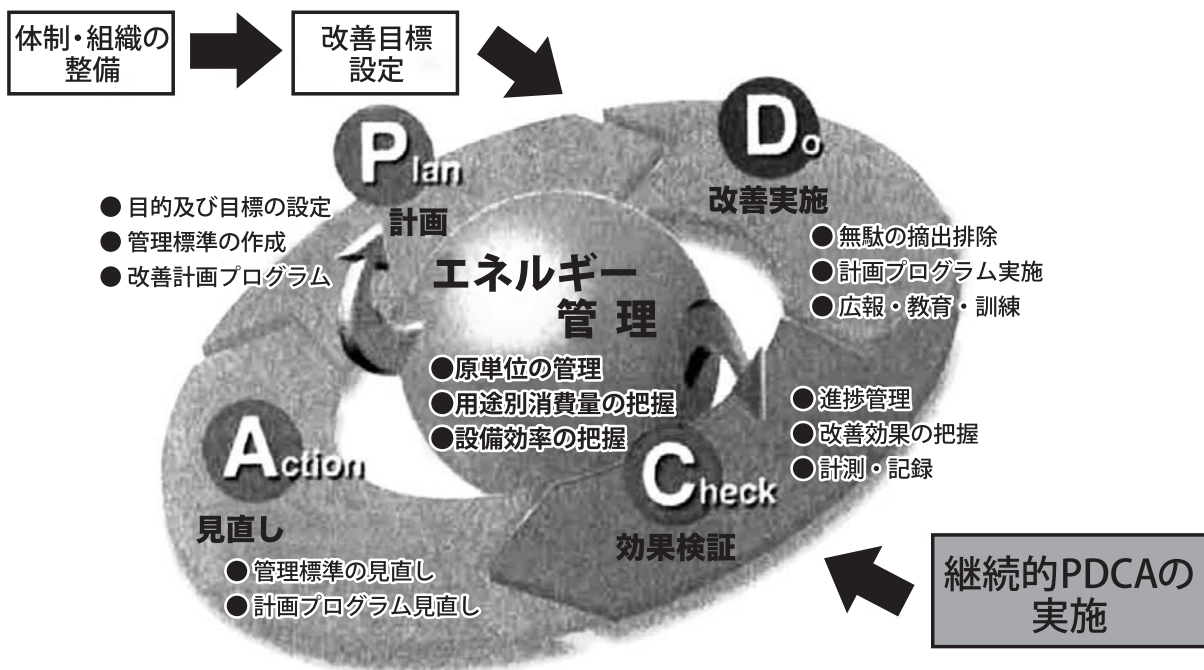 体制・組織の
整備
改善目標
設定
Plan
計画
● 目的及び目標の設定
● 管理標準の作成
● 改善計画プログラム
Do
改善実施
● 無駄の摘出排除
● 計画プログラム実施
● 広報・教育・訓練
エネルギー
管理
●原単位の管理
●用途別消費量の把握
●設備効率の把握
● 進捗管理
● 改善効果の把握
● 計測・記録
Check
効果検証
Action
見直し
● 管理標準の見直し
● 計画プログラム見直し
継続的PDCAの
実施